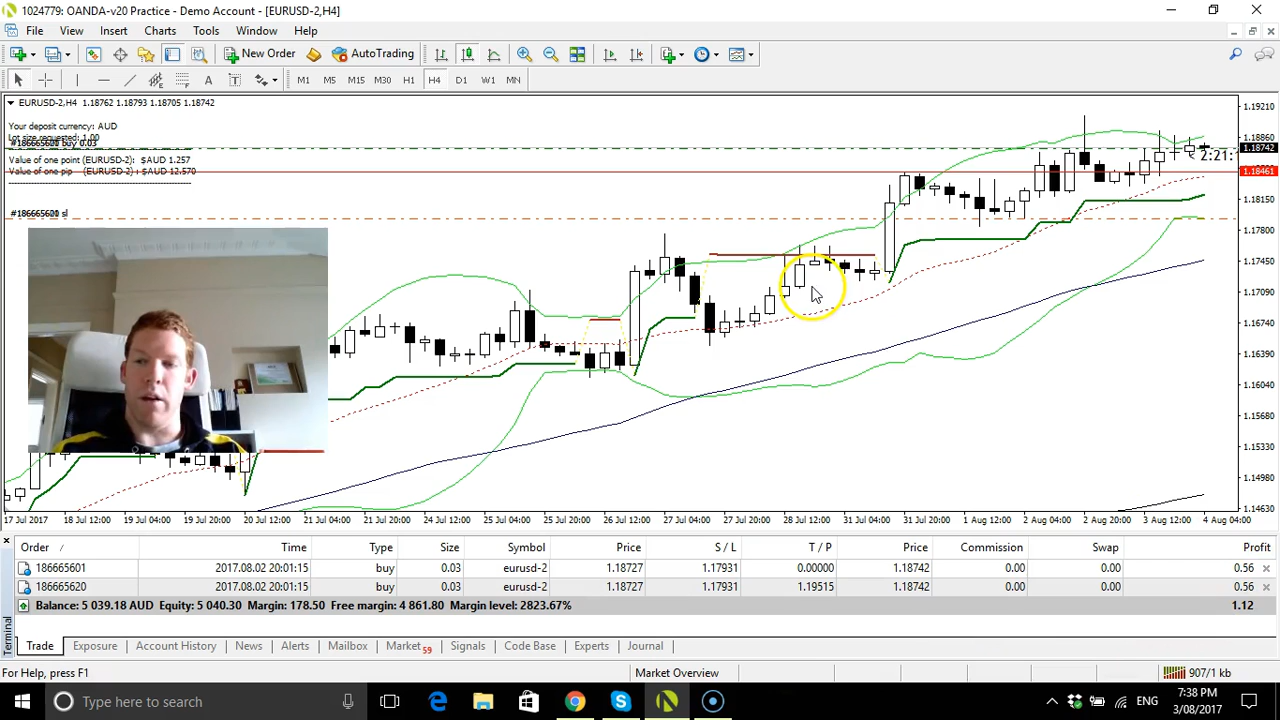 1024779: OANDA-v20 Practice - Demo Account - [EURUSD-2,H4]
File View Insert Charts Tools Window Help
New Order AutoTrading
A T M1 M5 M15 M30 H1 H4 D1 W1 MN
EURUSD-2,H4 1.18762 1.18793 1.18705 1.18742
Your deposit currency: AUD
Lot size requested: 1.00
buy 0.03
Value of one point (EURUSD-2): $AUD 1.257
Value of one pip (EURUSD-2) : $AUD 12.570
sl
< 2:21:
1.19210
1.18860
1.18742
1.18461
1.18150
1.17800
1.17450
1.17090
1.16740
1.16390
1.16040
1.15680
1.15330
1.14980
1.14630
17 Jul 2017 18 Jul 12:00 19 Jul 04:00 19 Jul 20:00 20 Jul 12:00 21 Jul 04:00 21 Jul 20:00 24 Jul 12:00 25 Jul 04:00 25 Jul 20:00 26 Jul 12:00 27 Jul 04:00 27 Jul 20:00 28 Jul 12:00 31 Jul 04:00 31 Jul 20:00 1 Aug 12:00 2 Aug 04:00 2 Aug 20:00 3 Aug 12:00 4 Aug 04:00
Order / Time Type Size Symbol Price S / L T / P Price Commission Swap Profit
186665601 2017.08.02 20:01:15 buy 0.03 eurusd-2 1.18727 1.17931 0.00000 1.18742 0.00 0.00 0.56
186665620 2017.08.02 20:01:15 buy 0.03 eurusd-2 1.18727 1.17931 1.19515 1.18742 0.00 0.00 0.56
Balance: 5 039.18 AUD Equity: 5 040.30 Margin: 178.50 Free margin: 4 861.80 Margin level: 2823.67% 1.12
Terminal
Trade Exposure Account History News Alerts Mailbox Market 59 Signals Code Base Experts Journal
For Help, press F1 Market Overview 907/1 kb
Type here to search ENG 7:38 PM
3/08/2017